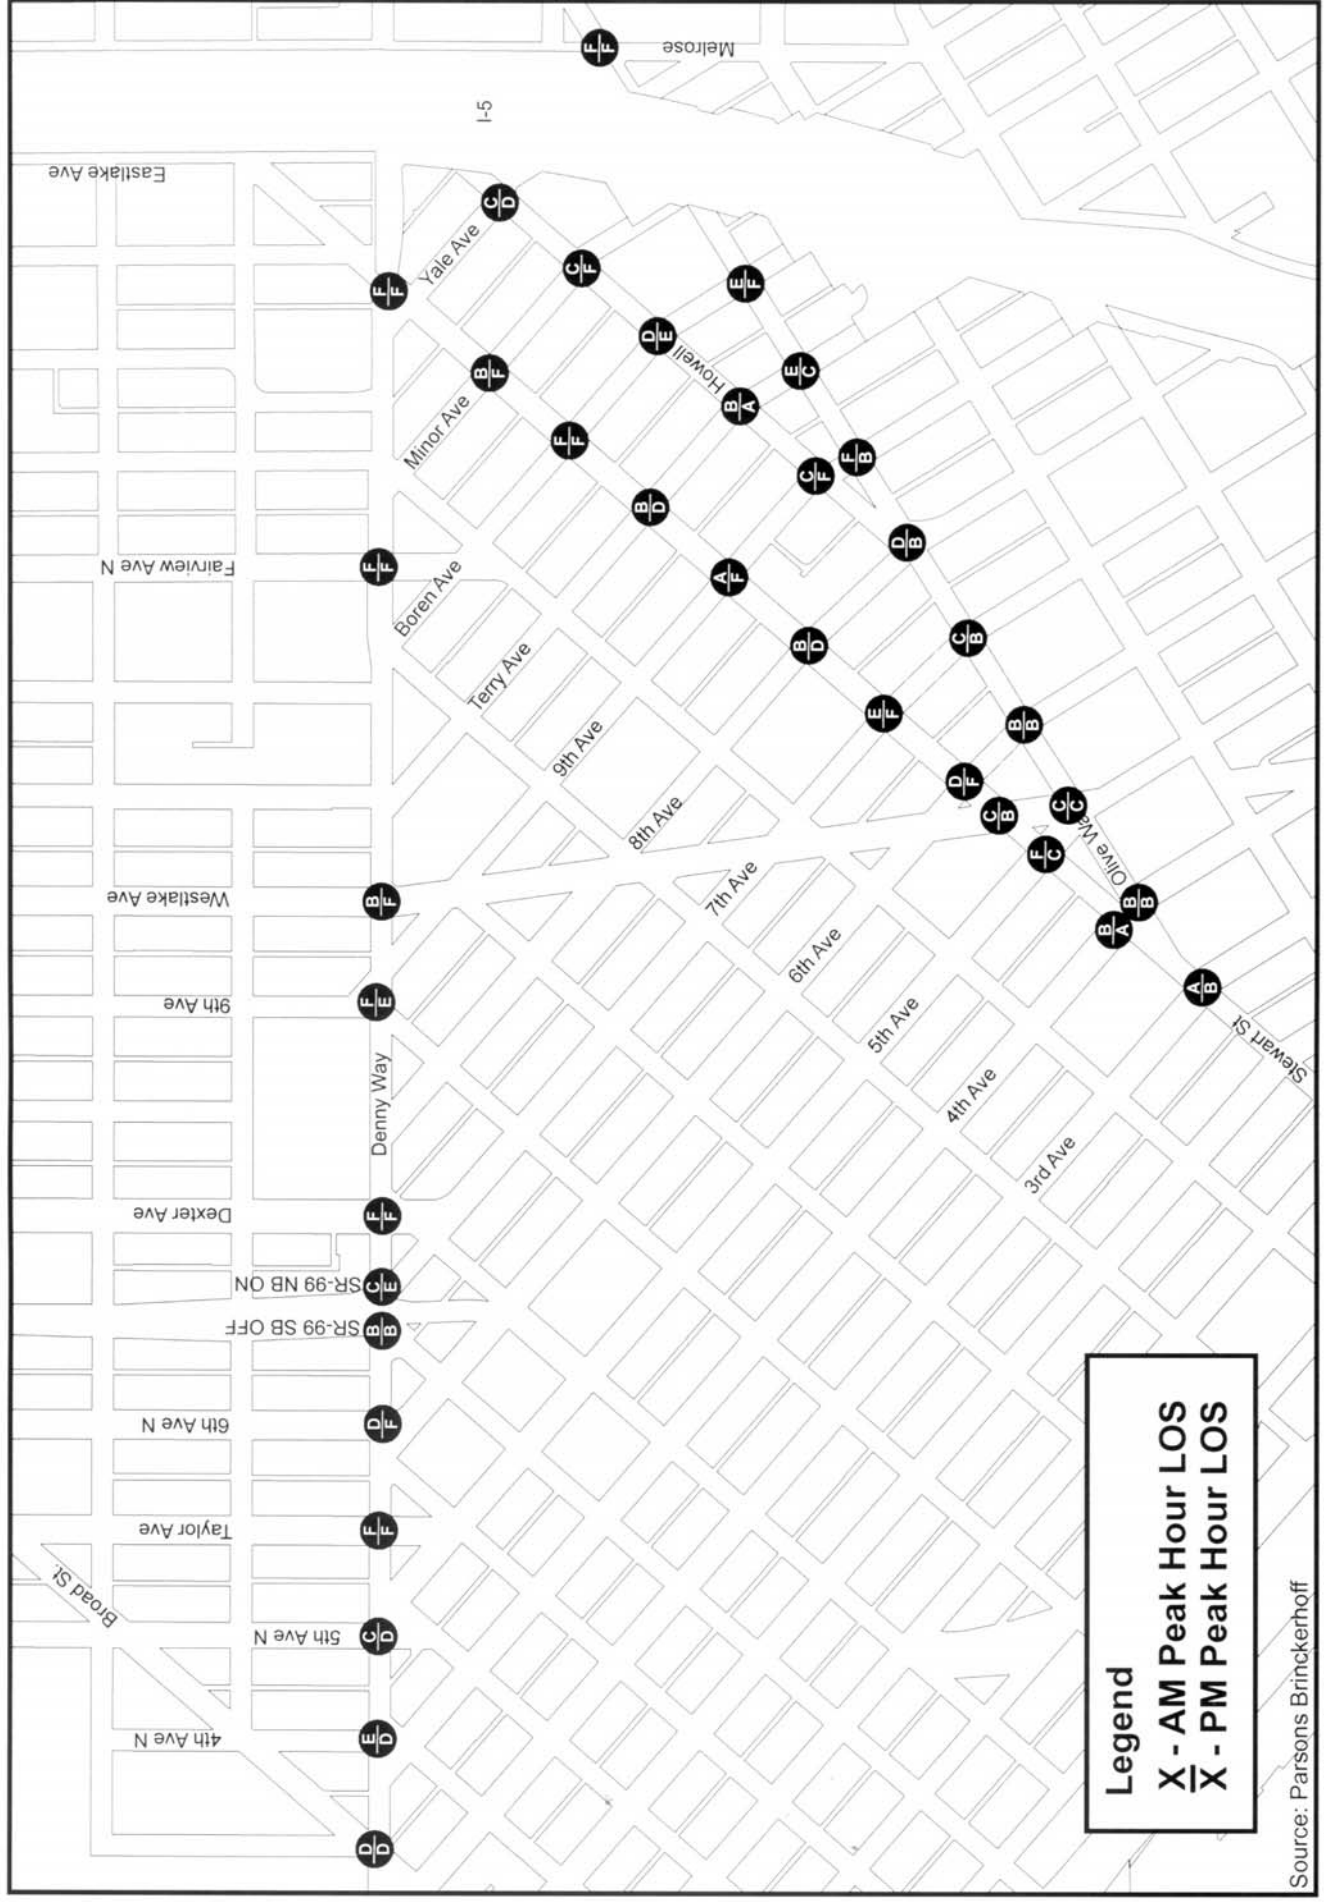 Broad St.
4th Ave N
5th Ave N
Taylor Ave
6th Ave N
SR-99 SB OFF
SR-99 NB ON
Dexter Ave
9th Ave
Westlake Ave
Fairview Ave N
Eastlake Ave
I-5
Melrose
Denny Way
D
D
E
D
C
D
F
F
D
F
B
B
C
E
F
F
F
E
B
F
F
F
F
F
F
F
Yale Ave
Minor Ave
Boren Ave
Terry Ave
9th Ave
8th Ave
7th Ave
6th Ave
5th Ave
4th Ave
3rd Ave
Howell
C
D
C
F
D
E
B
A
C
F
E
F
E
C
F
B
D
B
C
B
B
B
C
C
B
B
Olive Wa
B
F
F
F
B
D
A
F
B
D
E
F
D
F
C
B
F
C
B
A
A
B
Stewart St
Legend
X - AM Peak Hour LOS
X - PM Peak Hour LOS
Source: Parsons Brinckerhoff